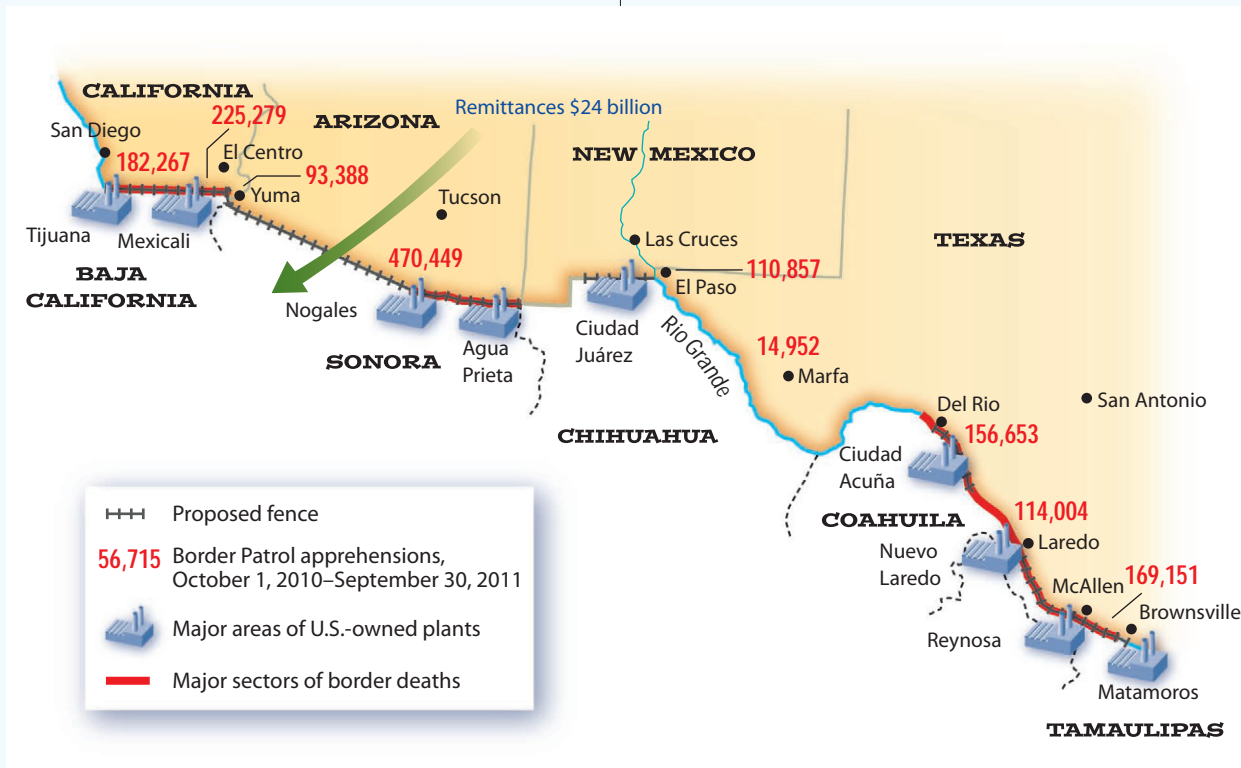 CALIFORNIA
225,279
ARIZONA
Remittances $24 billion
San Diego
El Centro
182,267
93,388
Yuma
NEW MEXICO
Tucson
Tijuana
Mexicali
Las Cruces
TEXAS
BAJA
CALIFORNIA
470,449
110,857
El Paso
Nogales
Rio Grande
Ciudad
Juárez
SONORA
Agua
Prieta
14,952
Marfa
San Antonio
Del Rio
CHIHUAHUA
156,653
Ciudad
Acuña
COAHUILA
114,004
Laredo
Nuevo
Laredo
McAllen
169,151
Brownsville
Reynosa
Matamoros
TAMAULIPAS
Proposed fence
56,715 Border Patrol apprehensions,
October 1, 2010–September 30, 2011
Major areas of U.S.-owned plants
Major sectors of border deaths